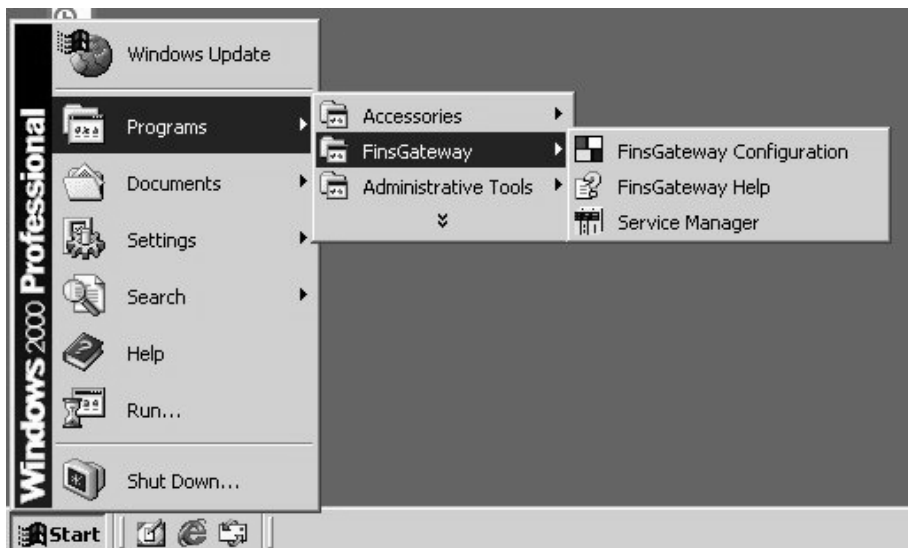 Windows 2000 Professional
Windows Update
Programs
Documents
Settings
Search
Help
Run...
Shut Down...
Accessories
FinsGateway
Administrative Tools
FinsGateway Configuration
FinsGateway Help
Service Manager
Start